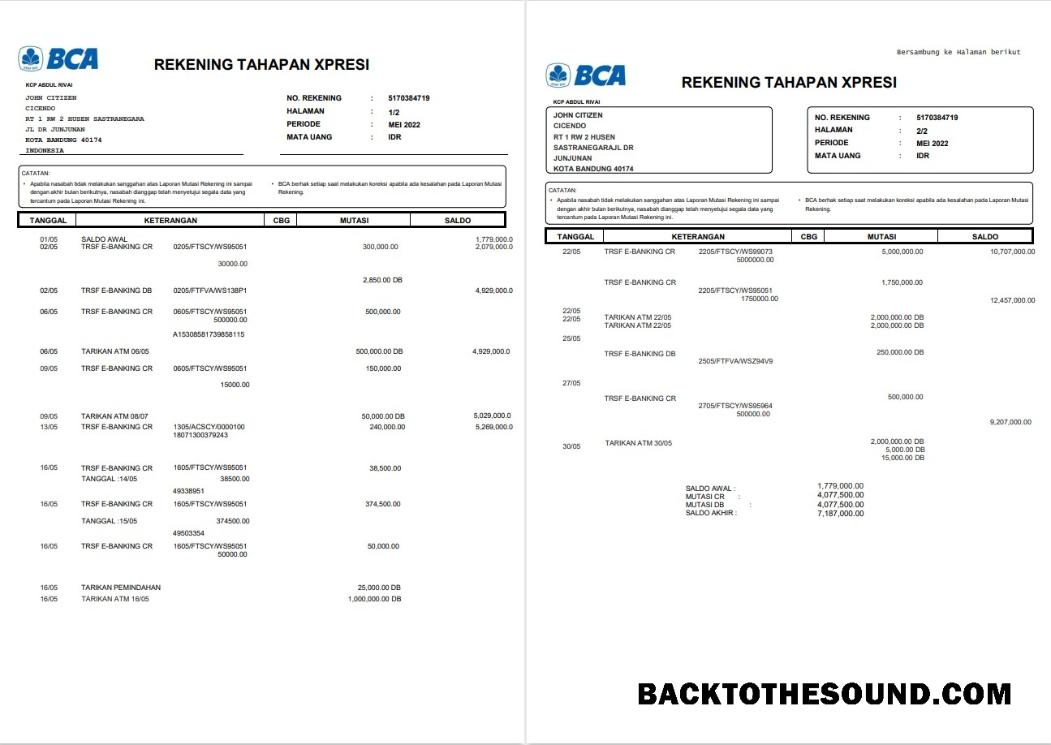 BCA
REKENING TAHAPAN XPRESI
KCP ABDUL RIVAI
JOHN CITIZEN
CICENDO
RT 1 RW 2 HUSEN SASTRANEGARA
JL DR JUNJUNAN
KOTA BANDUNG 40174
INDONESIA
NO. REKENING : 5170384719
HALAMAN : 1/2
PERIODE : MEI 2022
MATA UANG : IDR
CATATAN:
• Apabila nasabah tidak melakukan sanggahan atas Laporan Mutasi Rekening ini sampai
dengan akhir bulan berikutnya, nasabah dianggap telah menyetujui segala data yang
tercantum pada Laporan Mutasi Rekening ini.
• BCA berhak setiap saat melakukan koreksi apabila ada kesalahan pada Laporan Mutasi
Rekening.
TANGGAL KETERANGAN CBG MUTASI SALDO
01/05 SALDO AWAL 1,779,000.0
02/05 TRSF E-BANKING CR 0205/FTSCY/WS95051 300,000.00 2,079,000.0
30000.00
2,850.00 DB
02/05 TRSF E-BANKING DB 0205/FTFVA/WS138P1 4,929,000.0
06/05 TRSF E-BANKING CR 0605/FTSCY/WS95051 500,000.00
500000.00
A15308581739858115
06/05 TARIKAN ATM 06/05 500,000.00 DB 4,929,000.0
09/05 TRSF E-BANKING CR 0605/FTSCY/WS95051 150,000.00
15000.00
09/05 TARIKAN ATM 08/07 50,000.00 DB 5,029,000.0
13/05 TRSF E-BANKING CR 1305/ACSCY/0000100 240,000.00 5,269,000.0
18071300379243
16/05 TRSF E-BANKING CR 1605/FTSCY/WS95051 38,500.00
TANGGAL :14/05 38500.00
49338951
16/05 TRSF E-BANKING CR 1605/FTSCY/WS95051 374,500.00
TANGGAL :15/05 374500.00
49503354
16/05 TRSF E-BANKING CR 1605/FTSCY/WS95051 50,000.00
50000.00
16/05 TARIKAN PEMINDAHAN 25,000.00 DB
16/05 TARIKAN ATM 16/05 1,000,000.00 DB
Bersambung ke Halaman berikut
BCA
REKENING TAHAPAN XPRESI
KCP ABDUL RIVAI
JOHN CITIZEN
CICENDO
RT 1 RW 2 HUSEN
SASTRANEGARAJL DR
JUNJUNAN
KOTA BANDUNG 40174
NO. REKENING : 5170384719
HALAMAN : 2/2
PERIODE : MEI 2022
MATA UANG : IDR
CATATAN:
• Apabila nasabah tidak melakukan sanggahan atas Laporan Mutasi Rekening ini sampai
dengan akhir bulan berikutnya, nasabah dianggap telah menyetujui segala data yang
tercantum pada Laporan Mutasi Rekening ini.
• BCA berhak setiap saat melakukan koreksi apabila ada kesalahan pada Laporan Mutasi
Rekening.
TANGGAL KETERANGAN CBG MUTASI SALDO
22/05 TRSF E-BANKING CR 2205/FTSCY/WS99073 5,000,000.00 10,707,000.00
5000000.00
TRSF E-BANKING CR 1,750,000.00
2205/FTSCY/WS95051
1750000.00 12,457,000.00
22/05
22/05 TARIKAN ATM 22/05 2,000,000.00 DB
TARIKAN ATM 22/05 2,000,000.00 DB
25/05
TRSF E-BANKING DB 250,000.00 DB
2505/FTFVA/WSZ94V9
27/05
TRSF E-BANKING CR 500,000.00
2705/FTSCY/WS95964
500000.00
9,207,000.00
30/05 TARIKAN ATM 30/05 2,000,000.00 DB
5,000.00 DB
15,000.00 DB
SALDO AWAL : 1,779,000.00
MUTASI CR : 4,077,500.00
MUTASI DB : 4,077,500.00
SALDO AKHIR : 7,187,000.00
BACKTOTHESOUND.COM